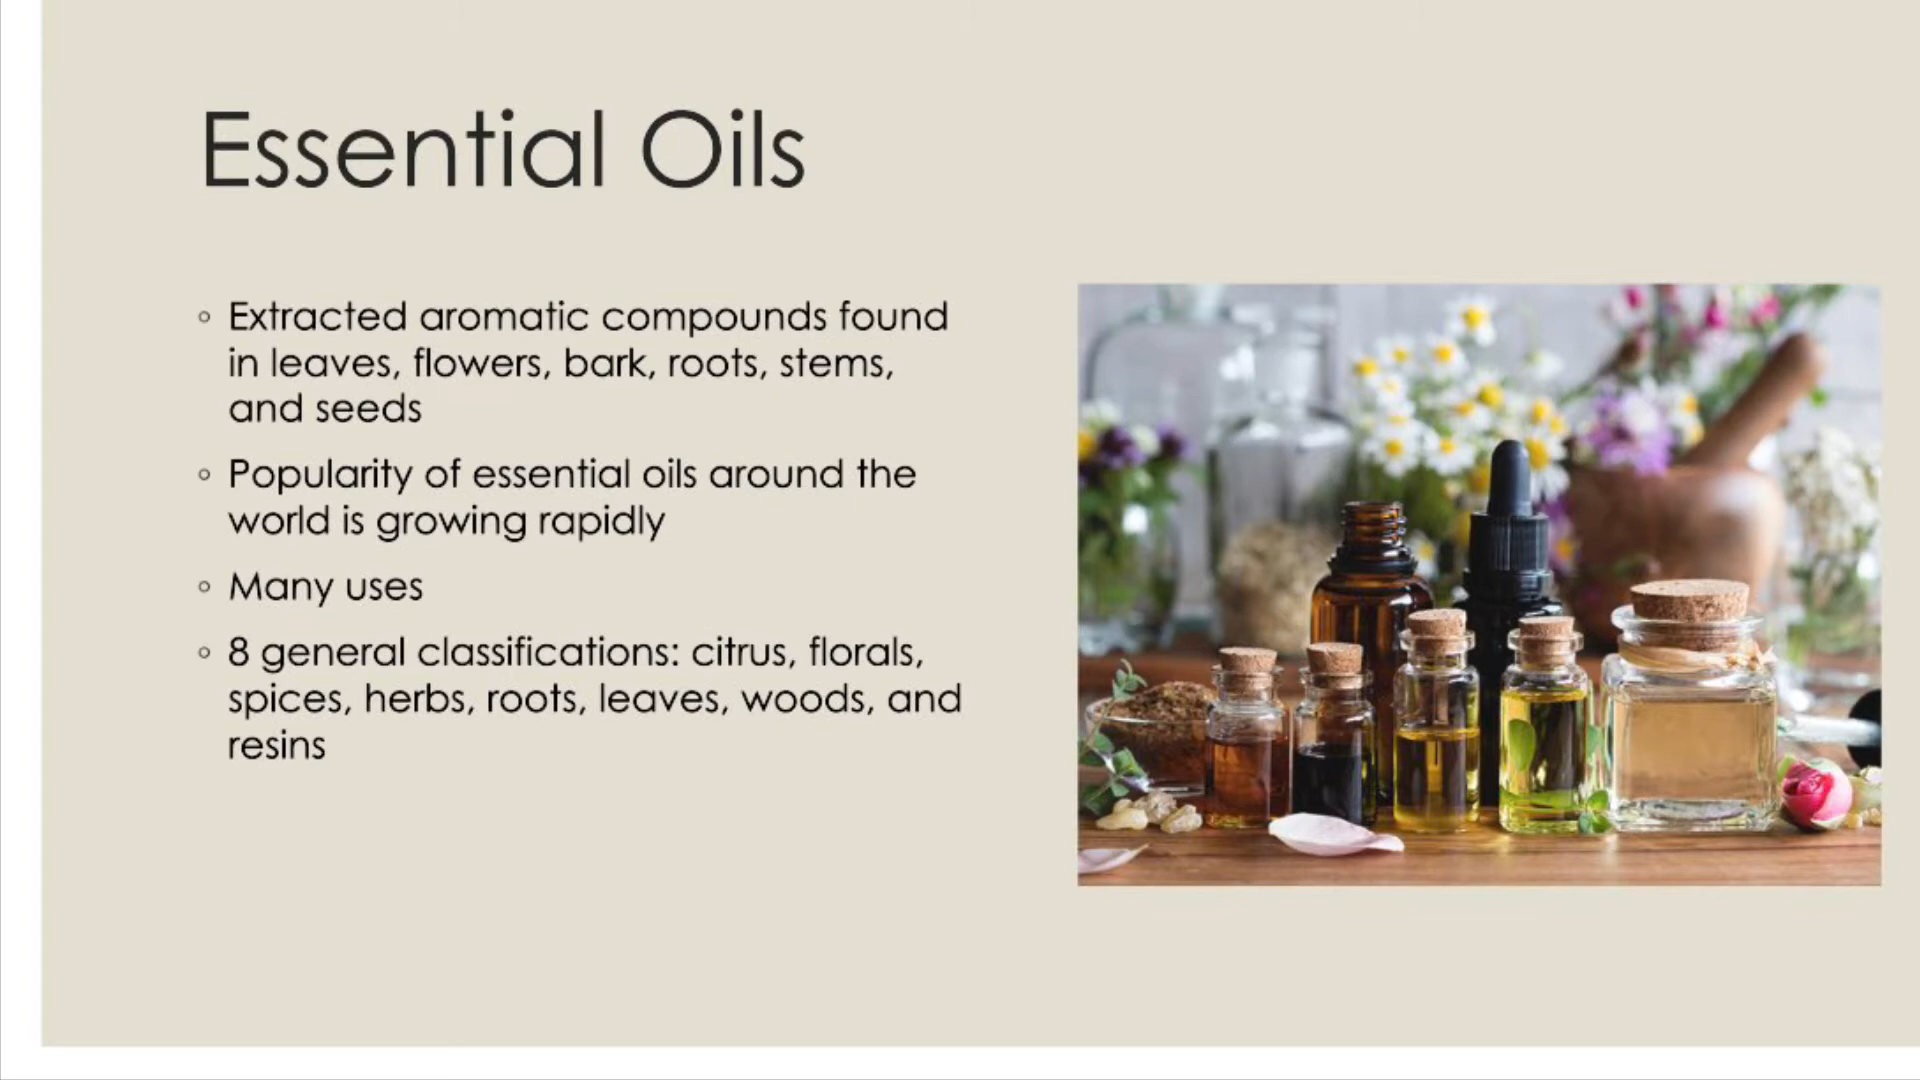 Essential Oils
◦ Extracted aromatic compounds found
in leaves, flowers, bark, roots, stems,
and seeds
◦ Popularity of essential oils around the
world is growing rapidly
◦ Many uses
◦ 8 general classifications: citrus, florals,
spices, herbs, roots, leaves, woods, and
resins